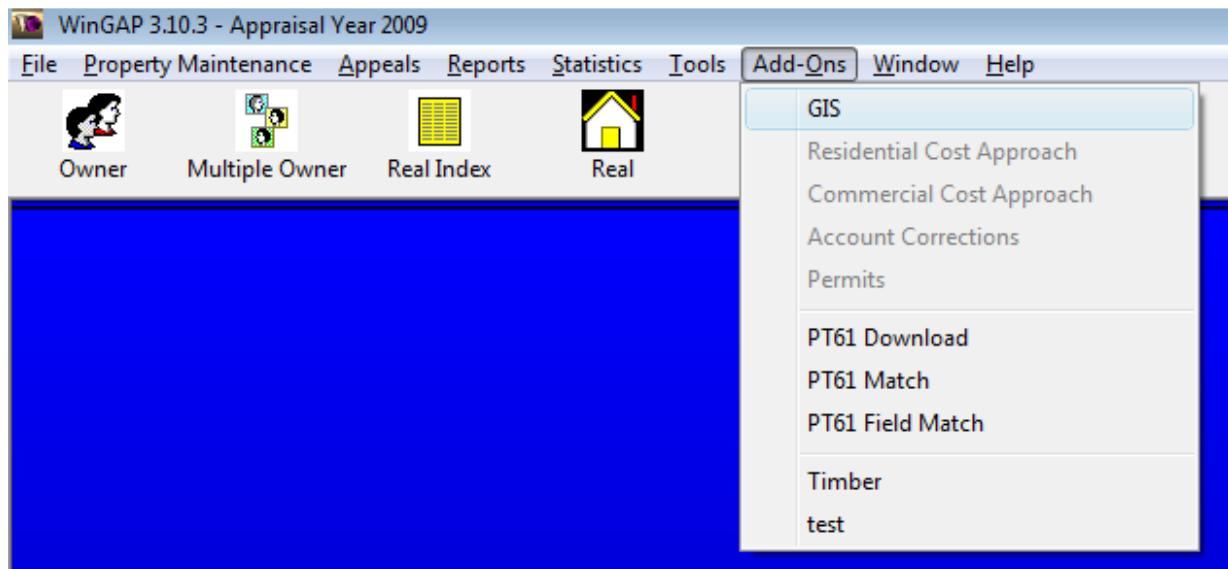 WinGAP 3.10.3 - Appraisal Year 2009
File Property Maintenance Appeals Reports Statistics Tools Add-Ons Window Help
Owner Multiple Owner Real Index Real
GIS
Residential Cost Approach
Commercial Cost Approach
Account Corrections
Permits
PT61 Download
PT61 Match
PT61 Field Match
Timber
test